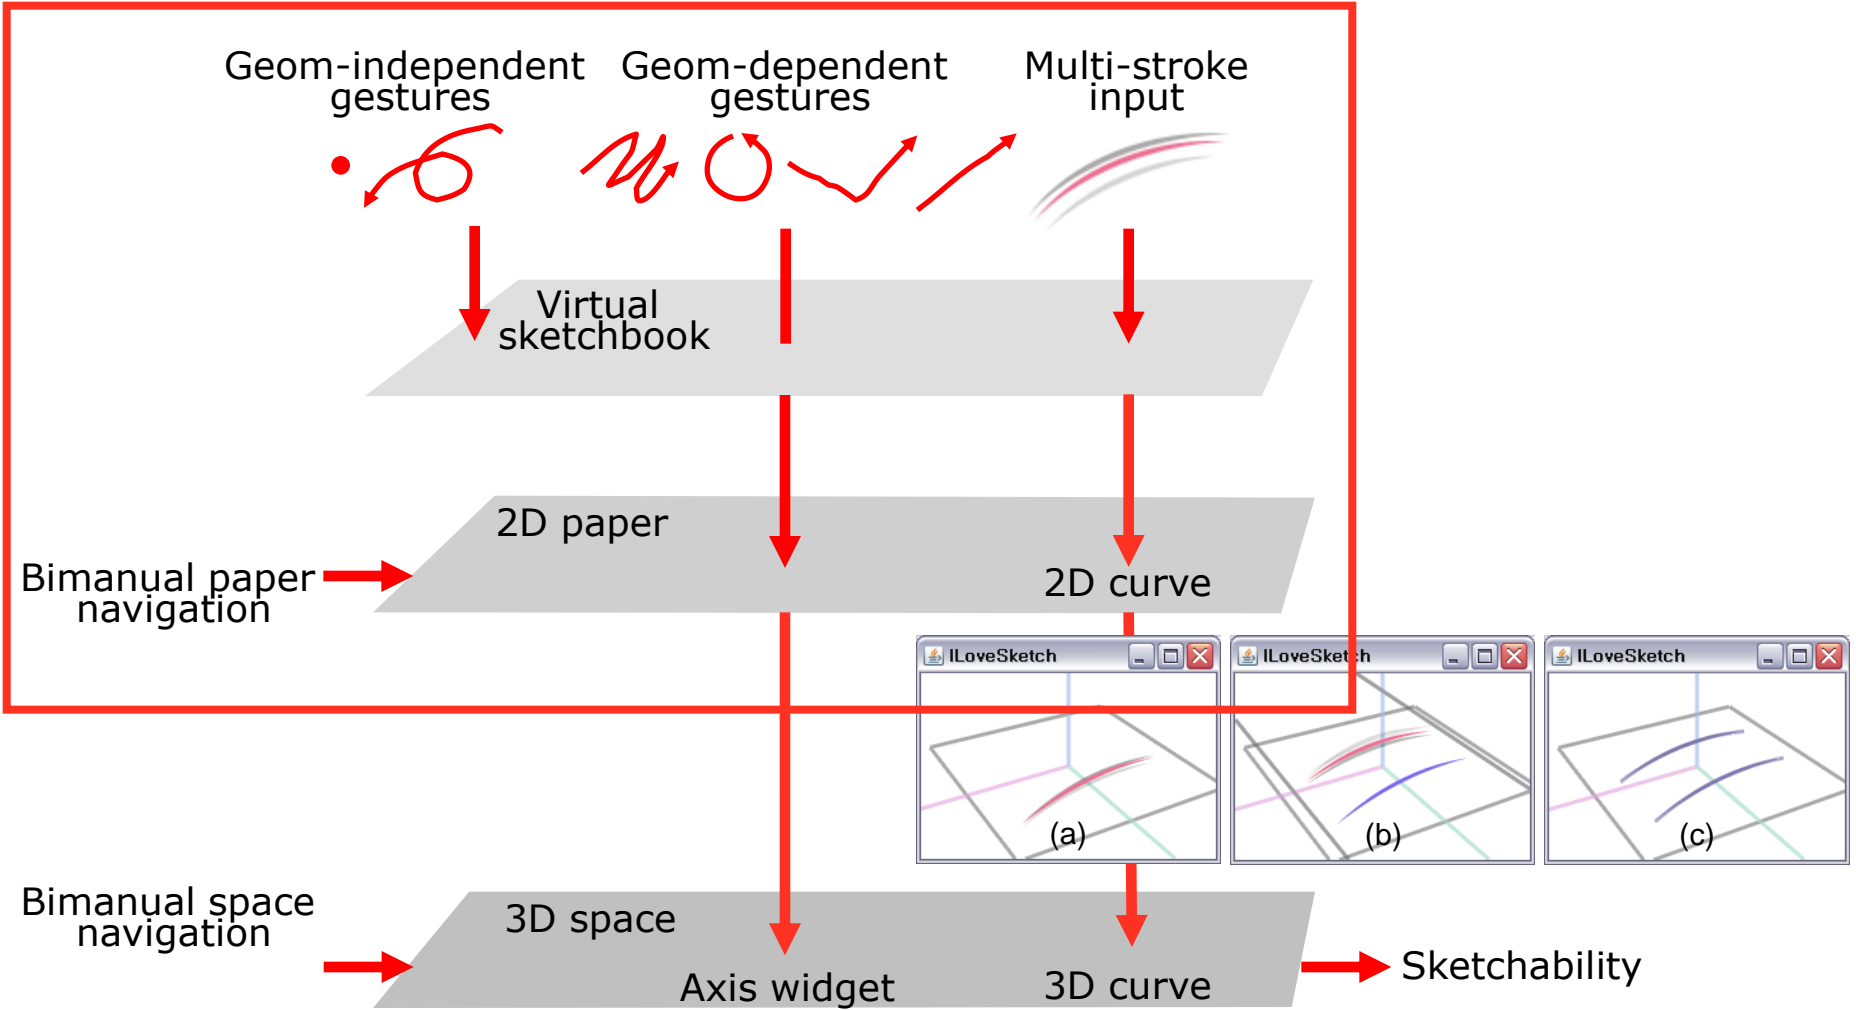 Geom-independent
gestures
Geom-dependent
gestures
Multi-stroke
input
Virtual
sketchbook
2D paper
Bimanual paper
navigation
2D curve
ILoveSketch
ILoveSketch
ILoveSketch
(a)
(b)
(c)
Bimanual space
navigation
3D space
Axis widget
3D curve
Sketchability